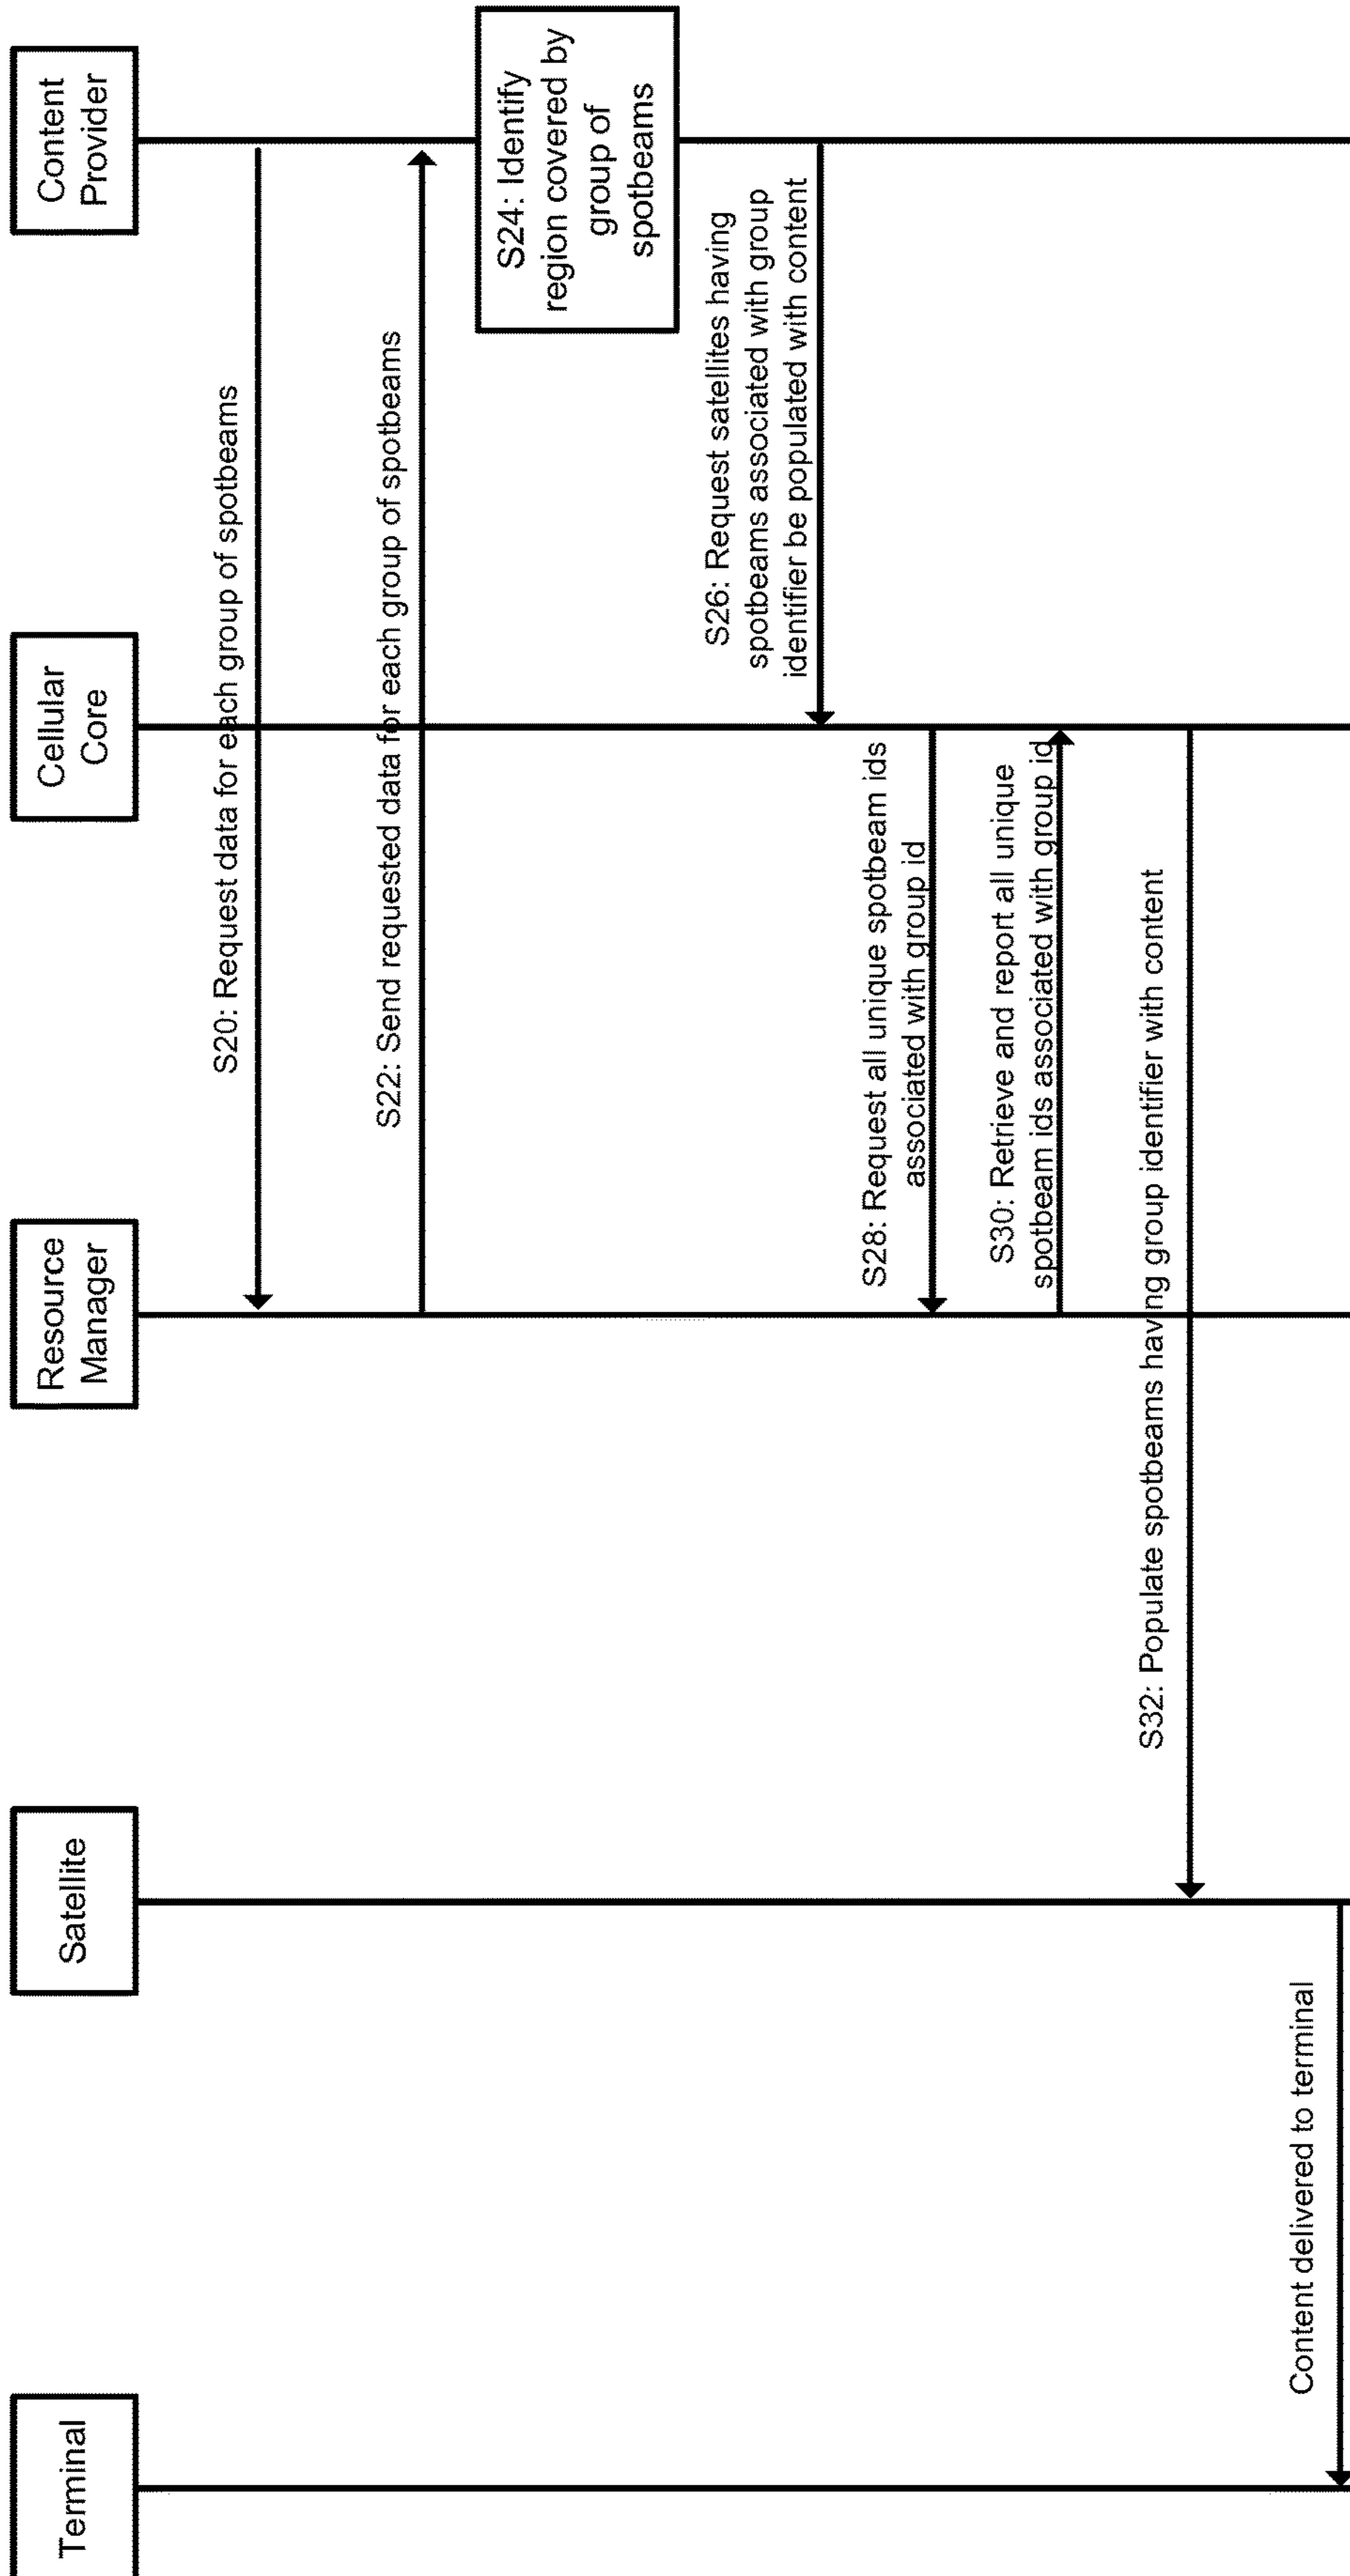 Terminal
Satellite
Resource
Manager
Cellular
Core
Content
Provider
S20: Request data for each group of spotbeams
S22: Send requested data for each group of spotbeams
S24: Identify
region covered by
group of
spotbeams
S26: Request satellites having
spotbeams associated with group
identifier be populated with content
S28: Request all unique spotbeam ids
associated with group id
S30: Retrieve and report all unique
spotbeam ids associated with group id
S32: Populate spotbeams having group identifier with content
Content delivered to terminal